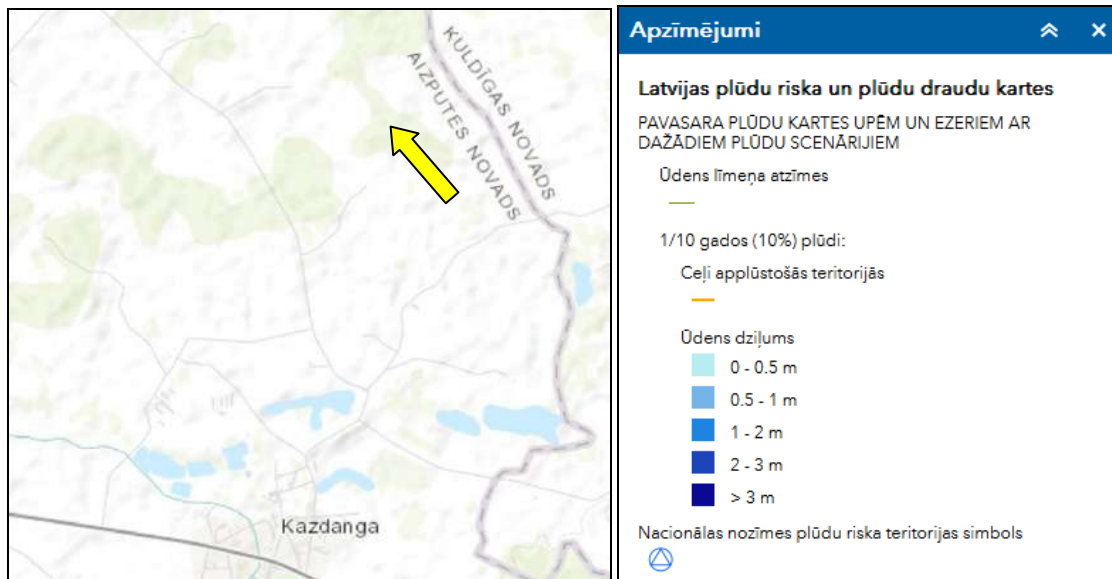 KULDĪGAS NOVADS
AIZPUTES NOVADS
Kazdanga
Apzīmējumi
Latvijas plūdu riska un plūdu draudu kartes
PAVASARA PLŪDU KARTES UPĒM UN EZERIEM AR
DAŽĀDIEM PLŪDU SCENĀRIJIEM
Ūdens līmeņa atzīmes
1/10 gados (10%) plūdi:
Ceļi applūstošās teritorijās
Ūdens dziļums
0 - 0.5 m
0.5 - 1 m
1 - 2 m
2 - 3 m
> 3 m
Nacionālas nozīmes plūdu riska teritorijas simbols